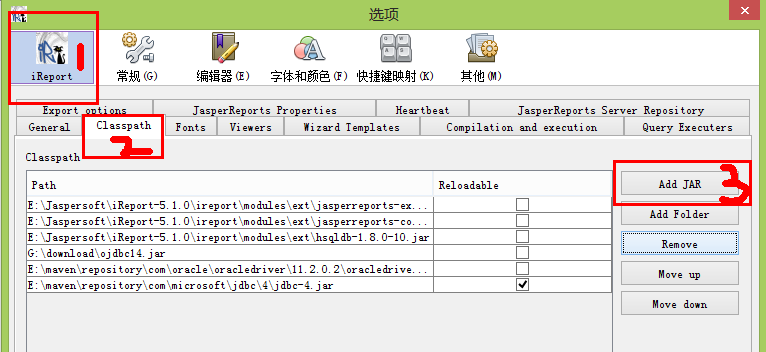 选项
1
iReport
常规(G)
编辑器(E)
字体和颜色(F)
快捷键映射(K)
其他(M)
Export options
JasperReports Properties
Heartbeat
JasperReports Server Repository
General
Classpath
Fonts
Viewers
Wizard Templates
Compilation and execution
Query Executers
2
Classpath
Path
Reloadable
E:\Jaspersoft\iReport-5.1.0\ireport\modules\ext\jasperreports-ex...
E:\Jaspersoft\iReport-5.1.0\ireport\modules\ext\jasperreports-co...
E:\Jaspersoft\iReport-5.1.0\ireport\modules\ext\hsqldb-1.8.0-10.jar
G:\download\ojdbc14.jar
E:\maven\repository\com\oracle\oracledriver\11.2.0.2\oracledrive...
E:\maven\repository\com\microsoft\jdbc\4\jdbc-4.jar
Add JAR
3
Add Folder
Remove
Move up
Move down